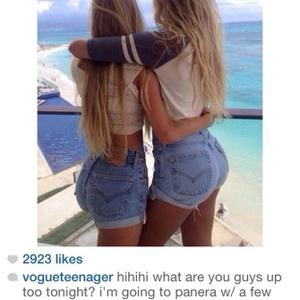 2923 likes
vogueteenager hihihi what are you guys up
too tonight? i'm going to panera w/ a few